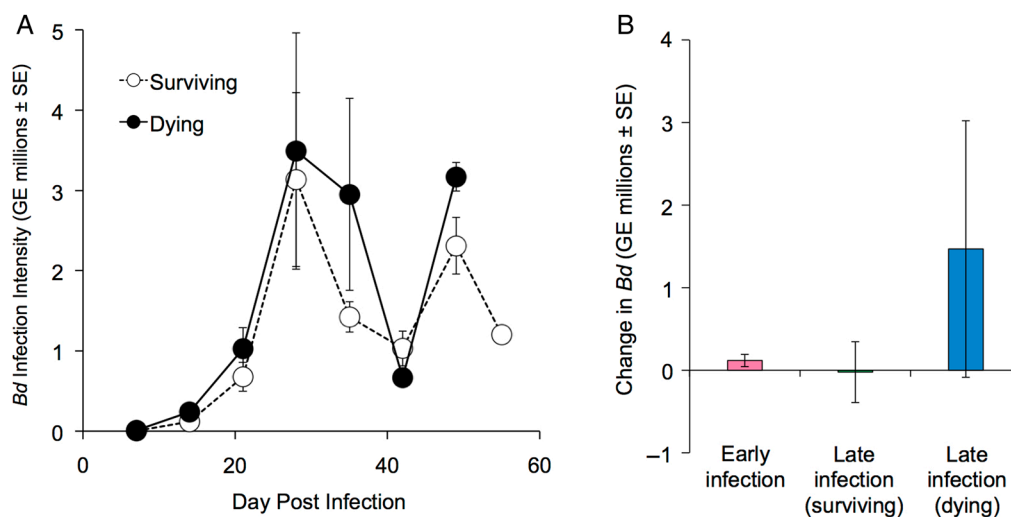 A
Bd Infection Intensity (GE millions ± SE)
5
4
3
2
1
0
Surviving
Dying
0
20
40
60
Day Post Infection
B
Change in Bd (GE millions ± SE)
4
3
2
1
0
–1
Early
infection
Late
infection
(surviving)
Late
infection
(dying)